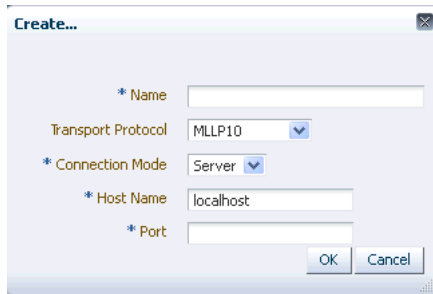 Create...
* Name
Transport Protocol MLLP10
* Connection Mode Server
* Host Name localhost
* Port
OK Cancel